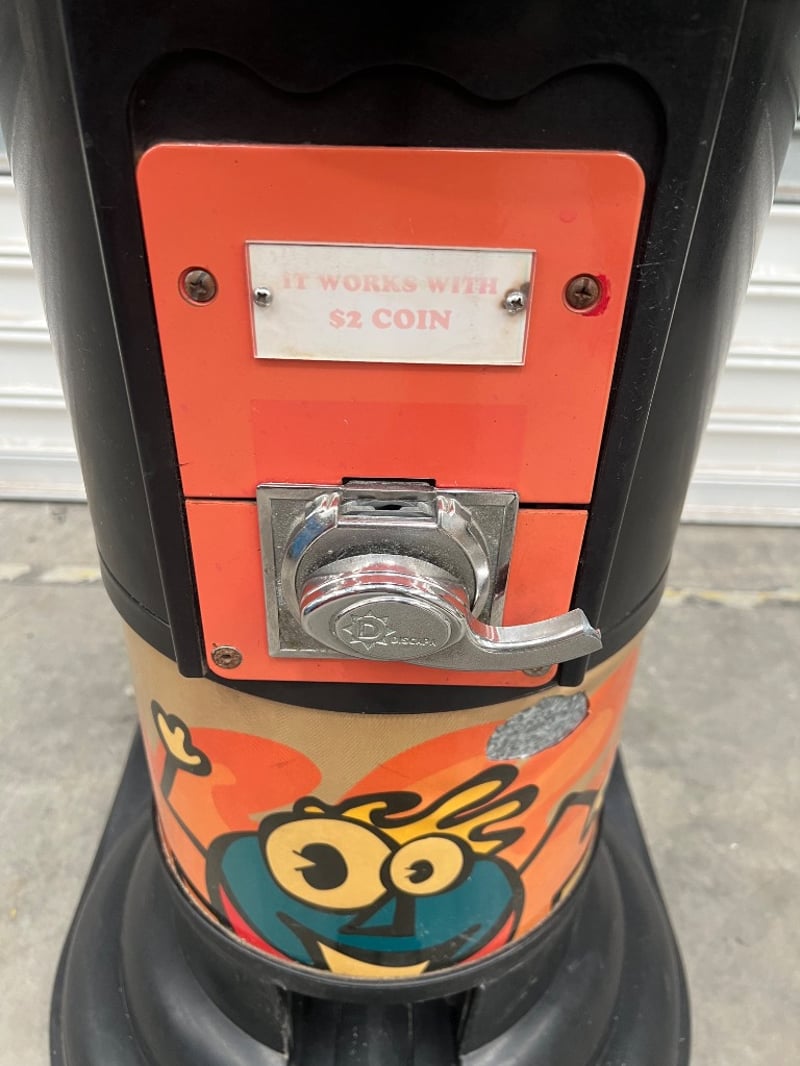 IT WORKS WITH
$2 COIN
D
DISCAPA